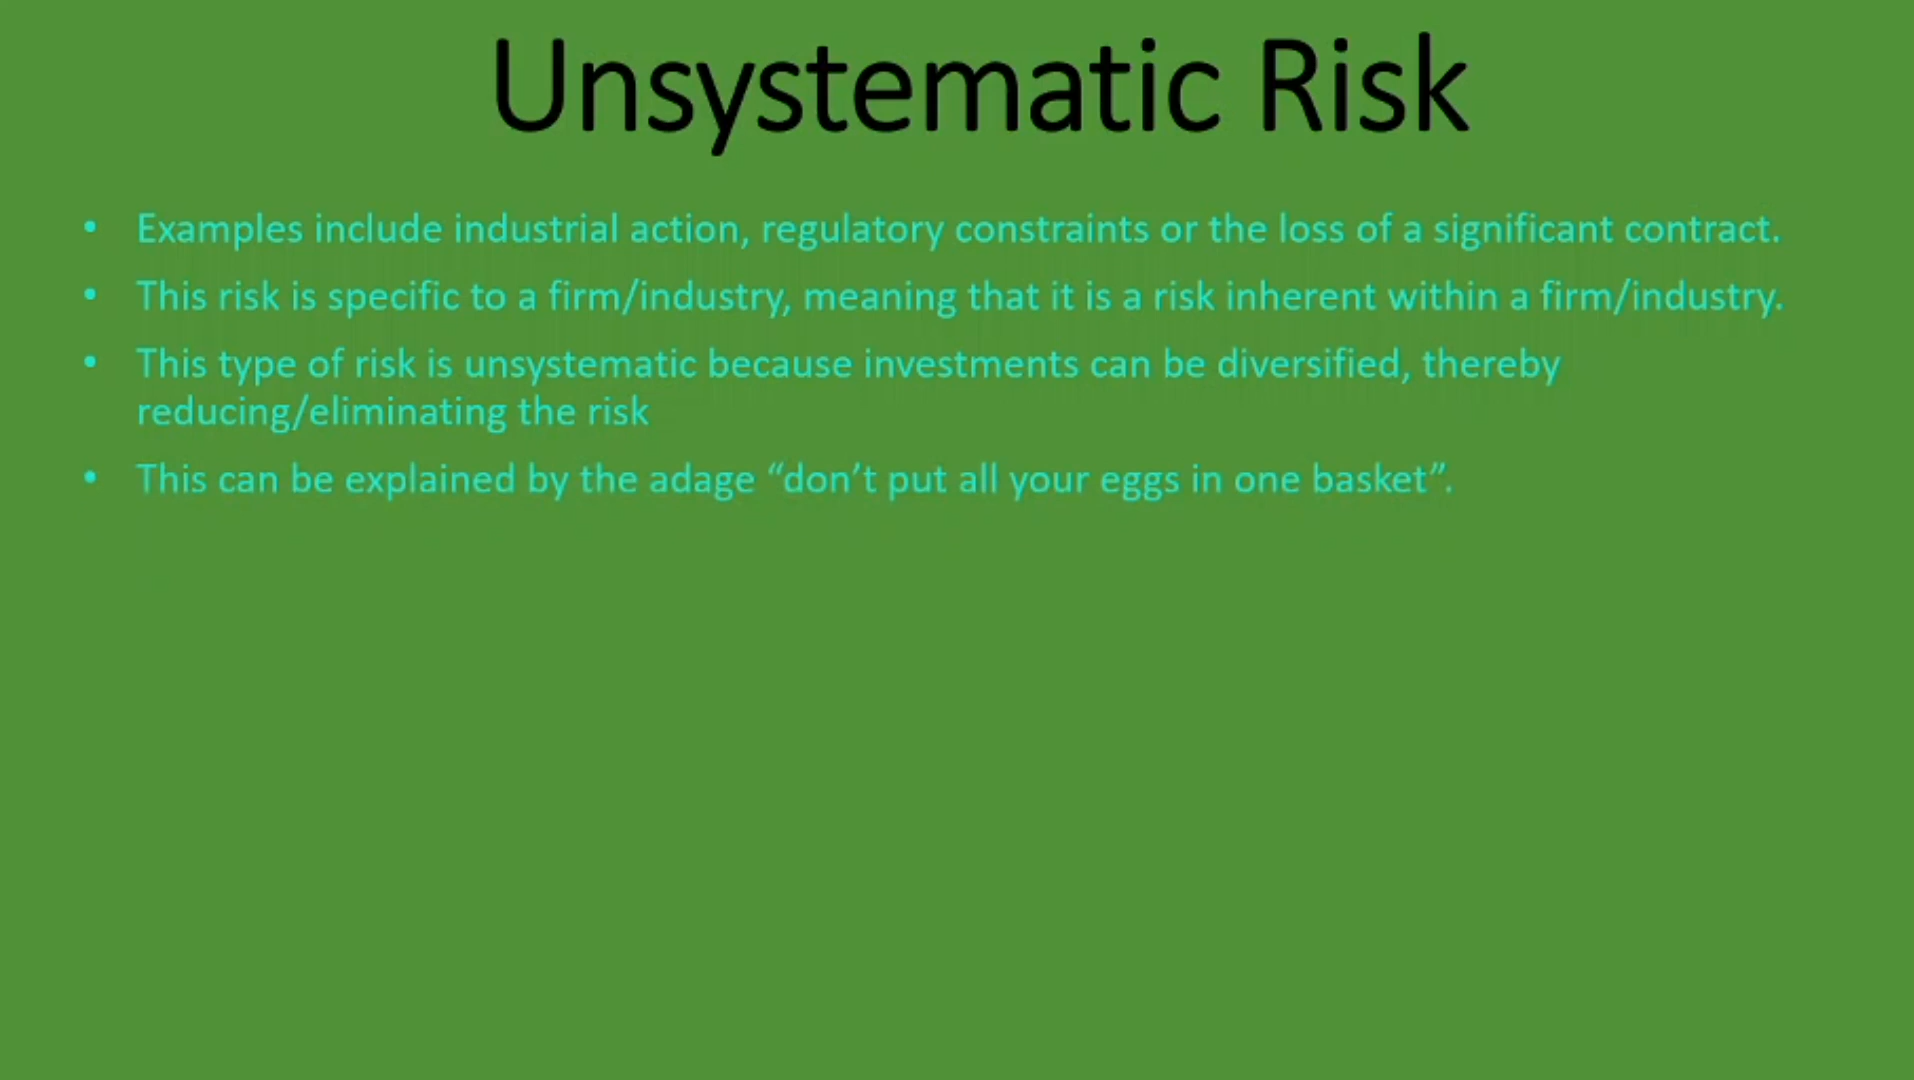 Unsystematic Risk
• Examples include industrial action, regulatory constraints or the loss of a significant contract.
• This risk is specific to a firm/industry, meaning that it is a risk inherent within a firm/industry.
• This type of risk is unsystematic because investments can be diversified, thereby
reducing/eliminating the risk
• This can be explained by the adage “don’t put all your eggs in one basket”.